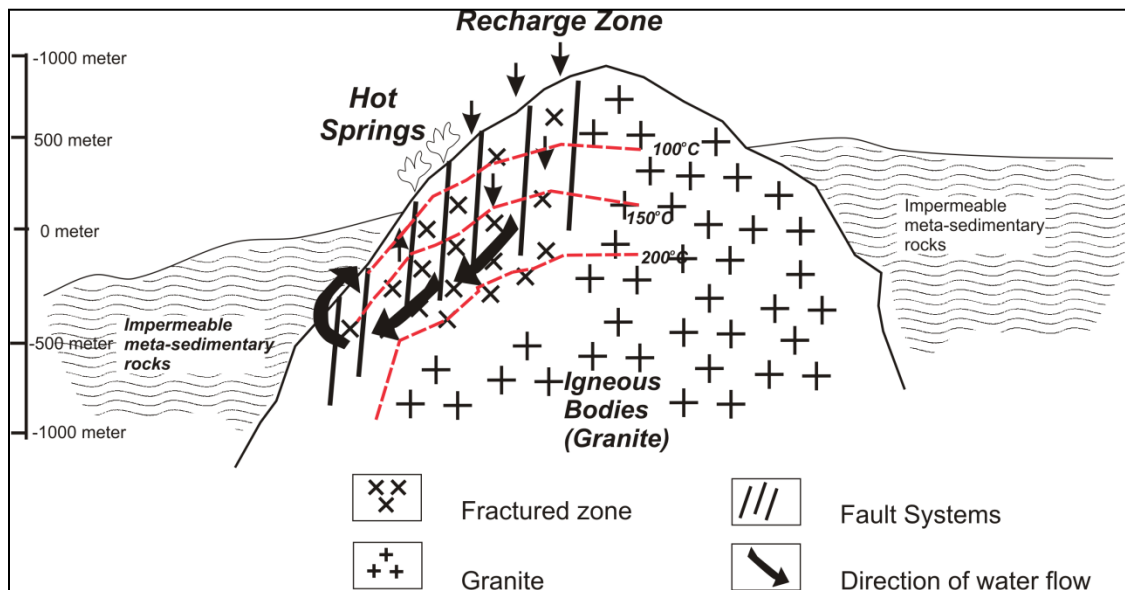 Recharge Zone
-1000 meter
Hot
Springs
500 meter
100°C
150°C
0 meter
200°C
Impermeable
meta-sedimentary
rocks
Impermeable
meta-sedimentary
rocks
-500 meter
Igneous
Bodies
(Granite)
-1000 meter
Fractured zone
Fault Systems
Granite
Direction of water flow